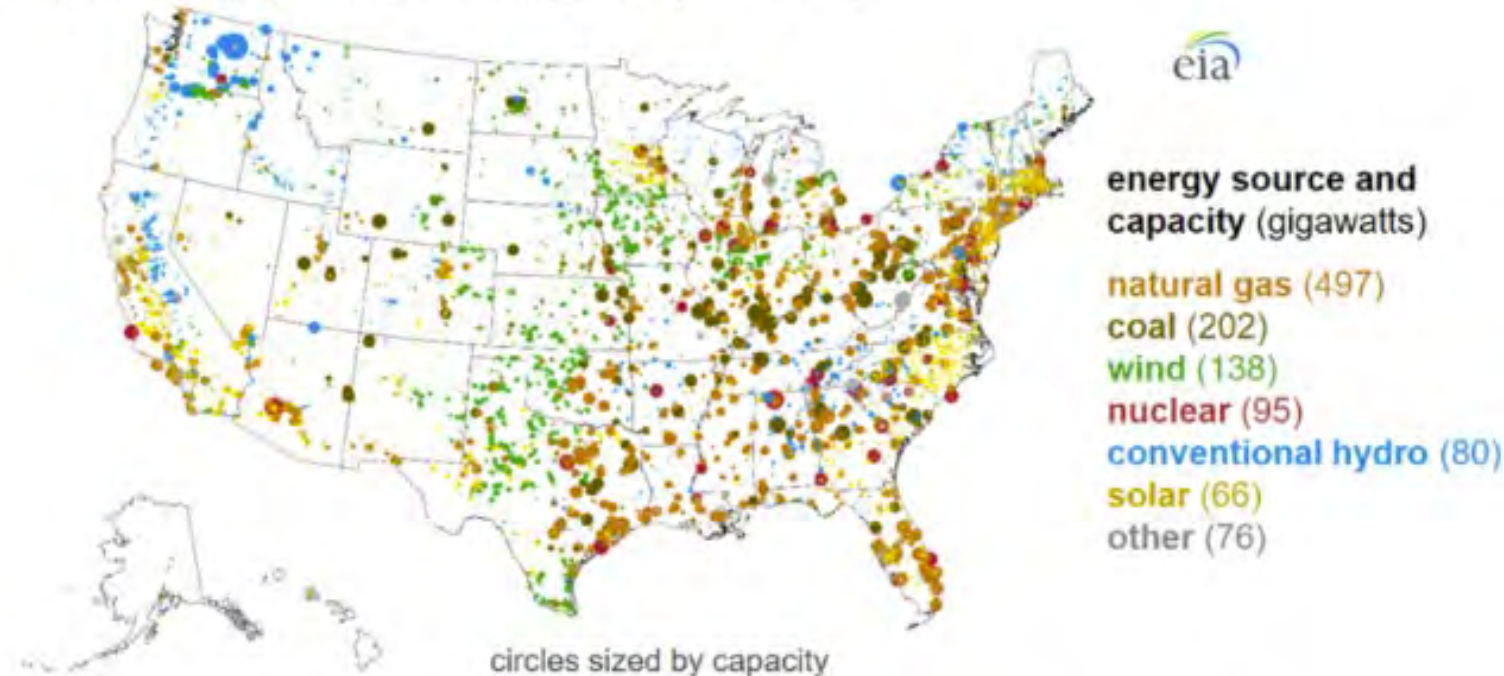 eia
energy source and
capacity (gigawatts)
natural gas (497)
coal (202)
wind (138)
nuclear (95)
conventional hydro (80)
solar (66)
other (76)
circles sized by capacity